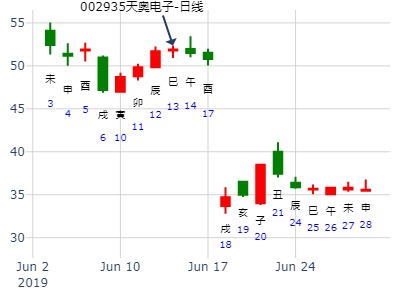 002935天奥电子-日线
55
50
45
40
35
30
未
3
申
4
酉
5
戌
6
寅
10
卯
11
辰
12
巳
13
午
14
酉
17
戌
18
亥
19
子
20
丑
21
辰
24
巳
25
午
26
未
27
申
28
Jun 2
2019
Jun 10
Jun 17
Jun 24